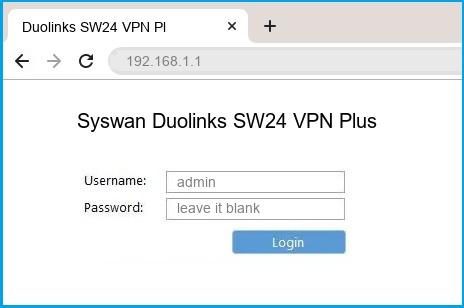 Duolinks SW24 VPN Pl
192.168.1.1
Syswan Duolinks SW24 VPN Plus
Username: admin
Password: leave it blank
Login